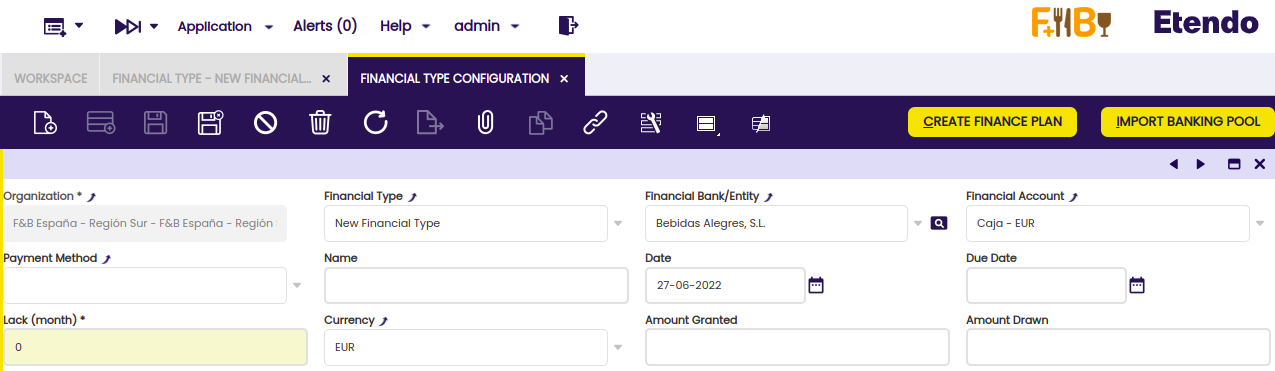 Application Alerts (0) Help admin F&B Etendo
WORKSPACE FINANCIAL TYPE - NEW FINANCIAL... × FINANCIAL TYPE CONFIGURATION ×
CREATE FINANCE PLAN IMPORT BANKING POOL
Organization * Financial Type Financial Bank/Entity Financial Account
F&B España - Región Sur - F&B España - Región New Financial Type Bebidas Alegres, S.L. Caja - EUR
Payment Method Name Date Due Date
27-06-2022
Lack (month) * Currency Amount Granted Amount Drawn
0 EUR